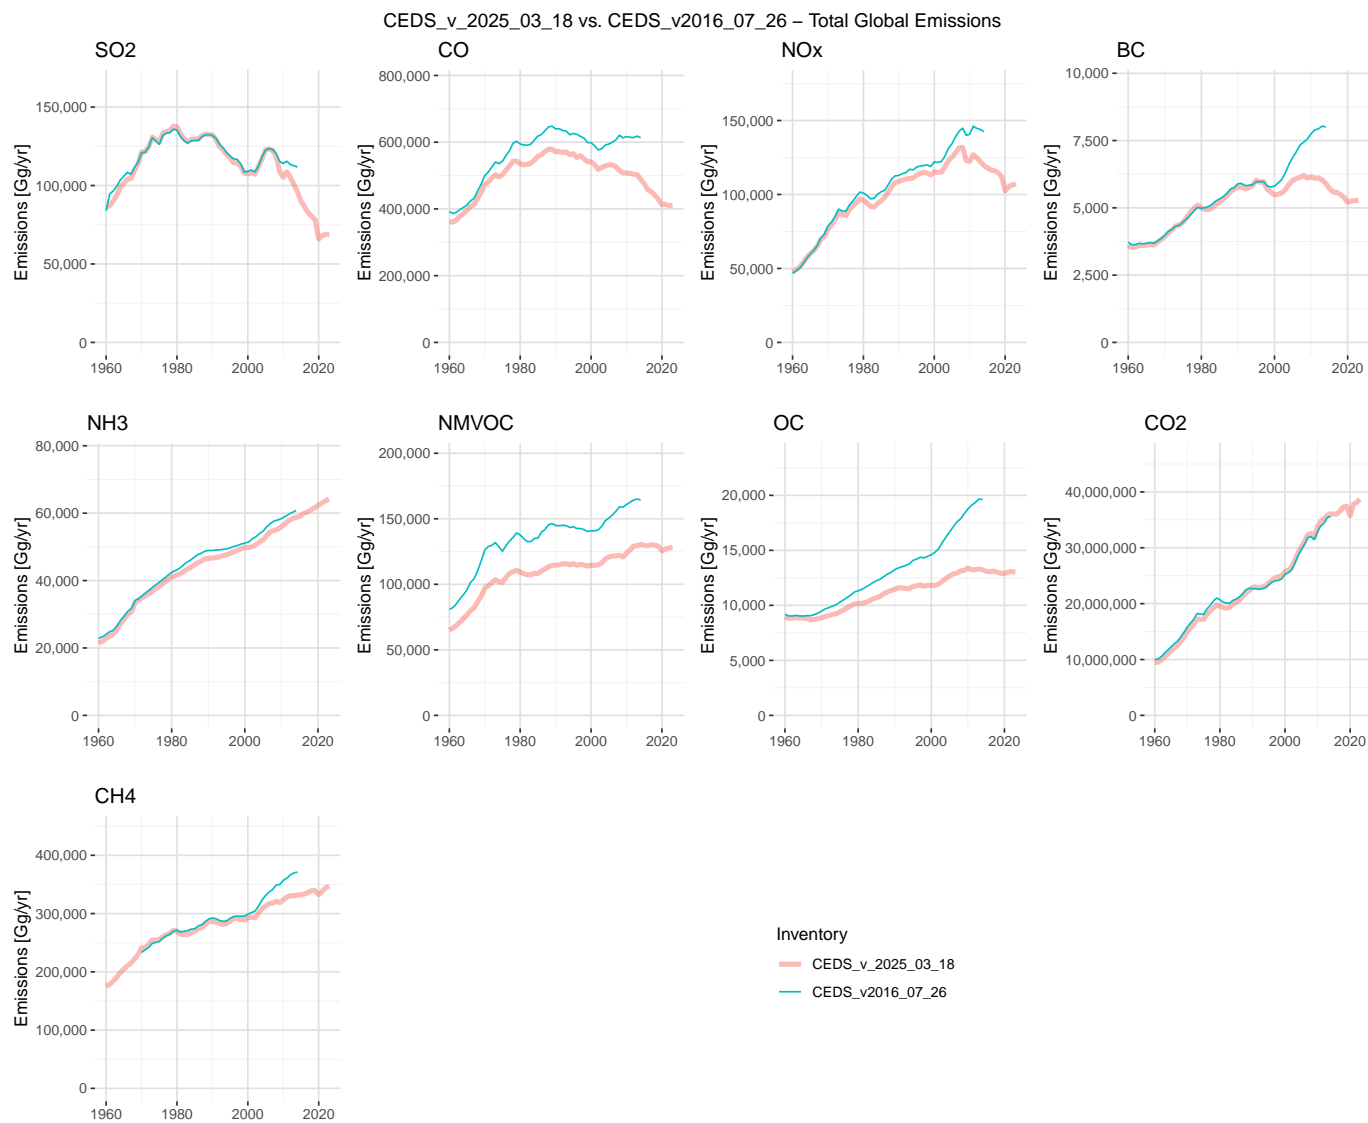 CEDS_v_2025_03_18 vs. CEDS_v2016_07_26 – Total Global Emissions
SO2
Emissions [Gg/yr]
150,000
100,000
50,000
0
1960 1980 2000 2020
CO
Emissions [Gg/yr]
800,000
600,000
400,000
200,000
0
1960 1980 2000 2020
NOx
Emissions [Gg/yr]
150,000
100,000
50,000
0
1960 1980 2000 2020
BC
Emissions [Gg/yr]
10,000
7,500
5,000
2,500
0
1960 1980 2000 2020
NH3
Emissions [Gg/yr]
80,000
60,000
40,000
20,000
0
1960 1980 2000 2020
NMVOC
Emissions [Gg/yr]
200,000
150,000
100,000
50,000
0
1960 1980 2000 2020
OC
Emissions [Gg/yr]
20,000
15,000
10,000
5,000
0
1960 1980 2000 2020
CO2
Emissions [Gg/yr]
40,000,000
30,000,000
20,000,000
10,000,000
0
1960 1980 2000 2020
CH4
Emissions [Gg/yr]
400,000
300,000
200,000
100,000
0
1960 1980 2000 2020
Inventory
CEDS_v_2025_03_18
CEDS_v2016_07_26